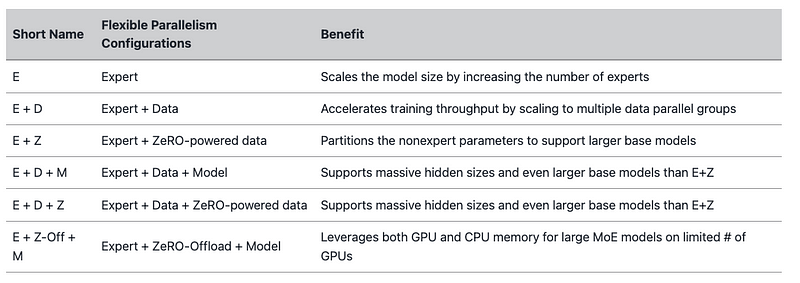 Short Name Flexible Parallelism Configurations Benefit
E Expert Scales the model size by increasing the number of experts
E + D Expert + Data Accelerates training throughput by scaling to multiple data parallel groups
E + Z Expert + ZeRO-powered data Partitions the nonexpert parameters to support larger base models
E + D + M Expert + Data + Model Supports massive hidden sizes and even larger base models than E+Z
E + D + Z Expert + Data + ZeRO-powered data Supports massive hidden sizes and even larger base models than E+Z
E + Z-Off + M Expert + ZeRO-Offload + Model Leverages both GPU and CPU memory for large MoE models on limited # of GPUs